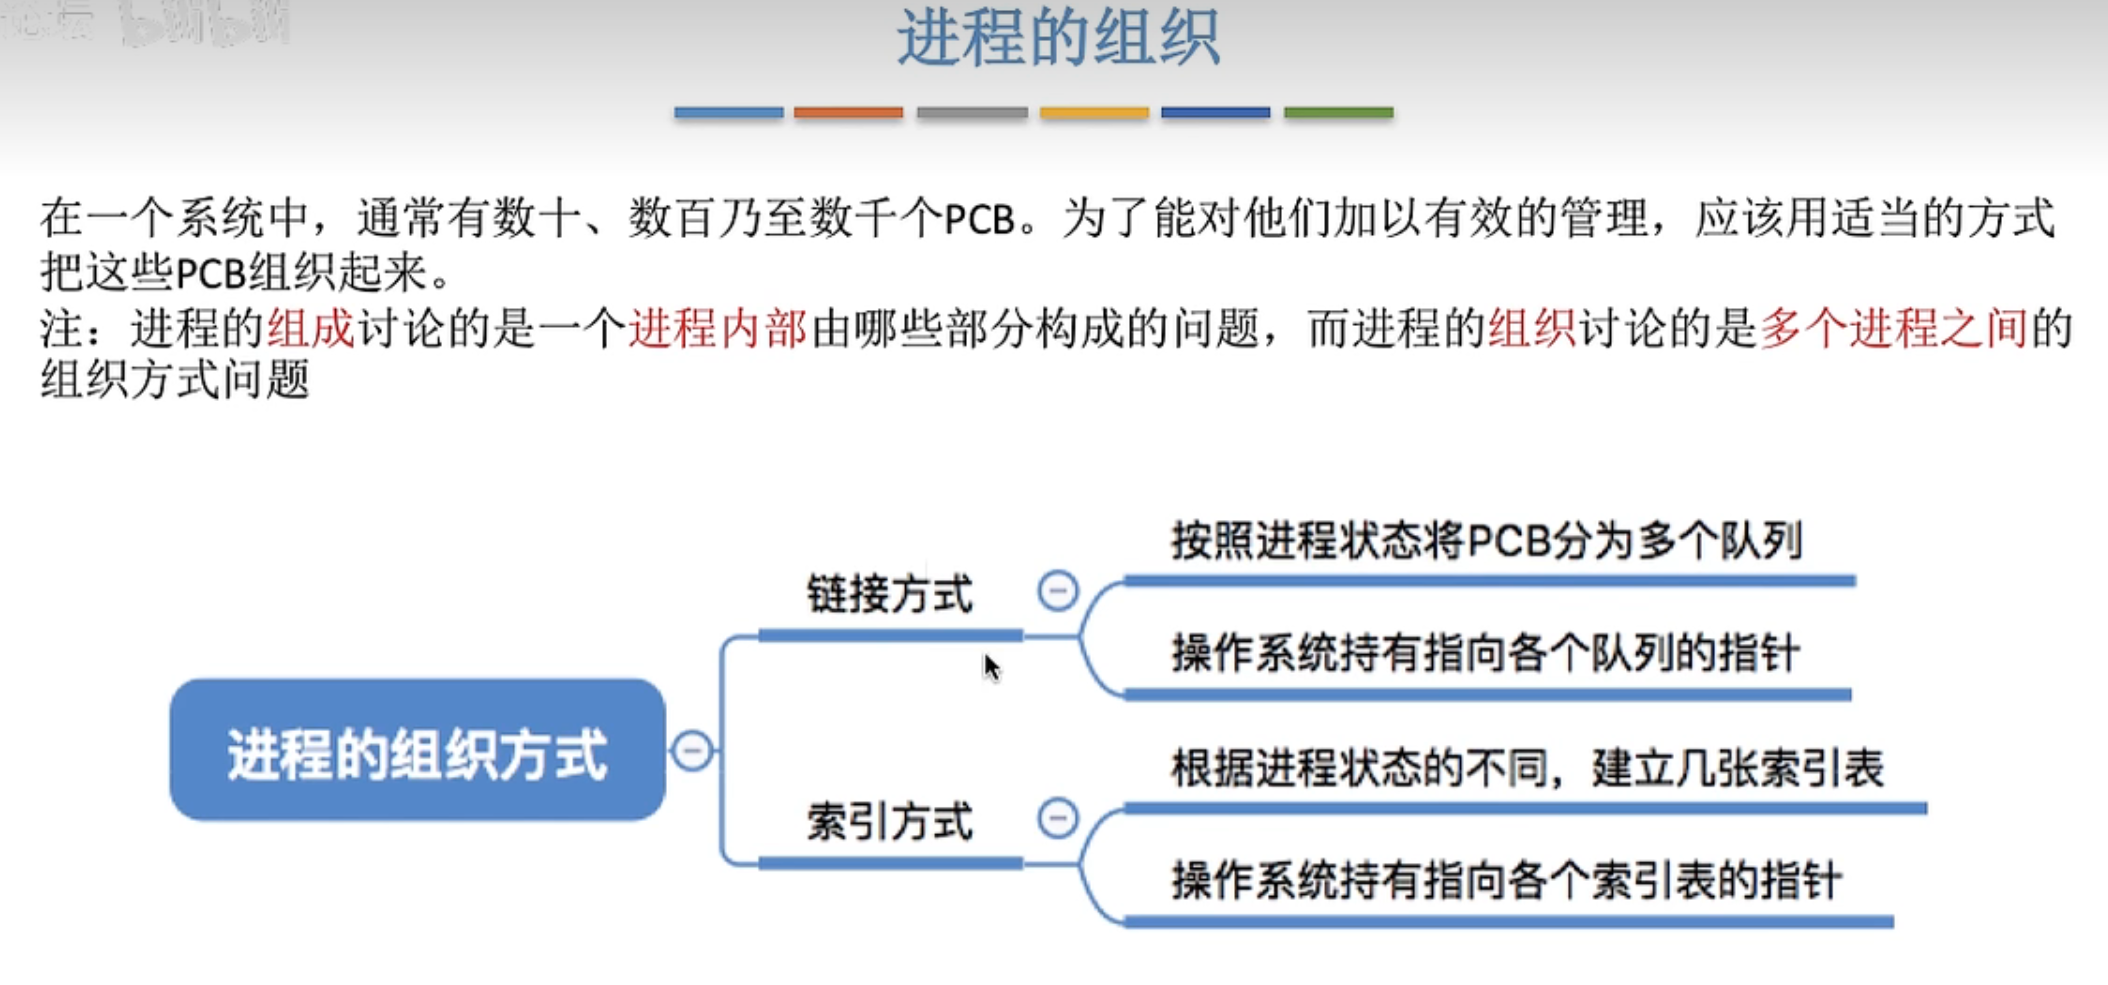 进程的组织
在一个系统中，通常有数十、数百乃至数千个PCB。为了能对他们加以有效的管理，应该用适当的方式
把这些PCB组织起来。
注：进程的组成讨论的是一个进程内部由哪些部分构成的问题，而进程的组织讨论的是多个进程之间的
组织方式问题
按照进程状态将PCB分为多个队列
链接方式
操作系统持有指向各个队列的指针
进程的组织方式
根据进程状态的不同，建立几张索引表
索引方式
操作系统持有指向各个索引表的指针